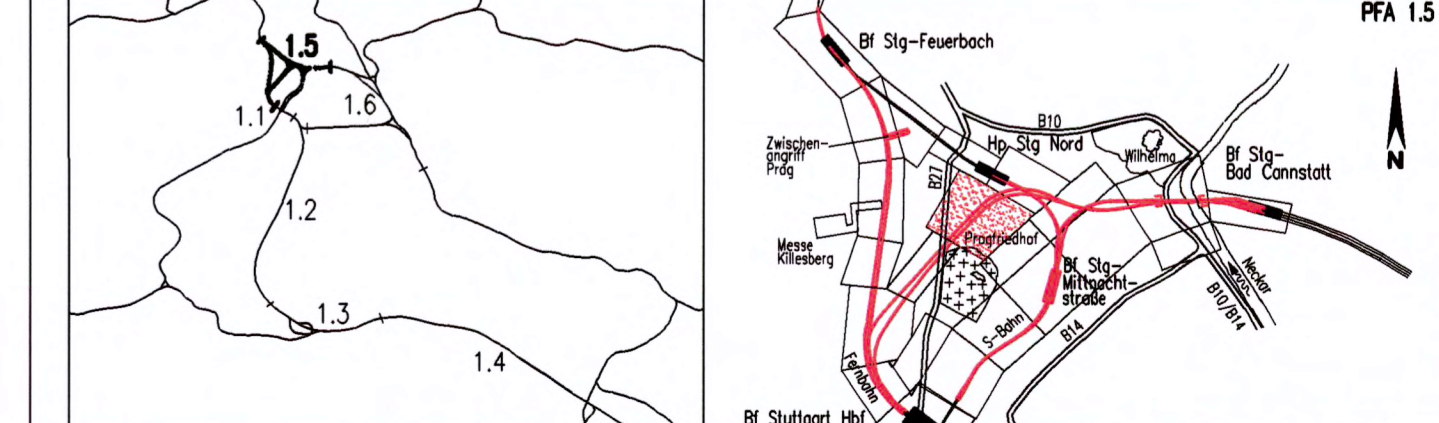 1.5
1.1
1.6
1.2
1.3
1.4
PFA 1.5
Bf Stg-Feuerbach
B10
Zwischen-
angriff
Prag
Hp Stg Nord
Wilhelma
Bf Stg-
Bad Cannstatt
N
B27
Messe
Killesberg
Pragfriedhof
Bf Stg-
Mittnacht-
straße
Neckar
B10/B14
S-Bahn
B14
Fernbahn
Bf Stuttgart Hbf